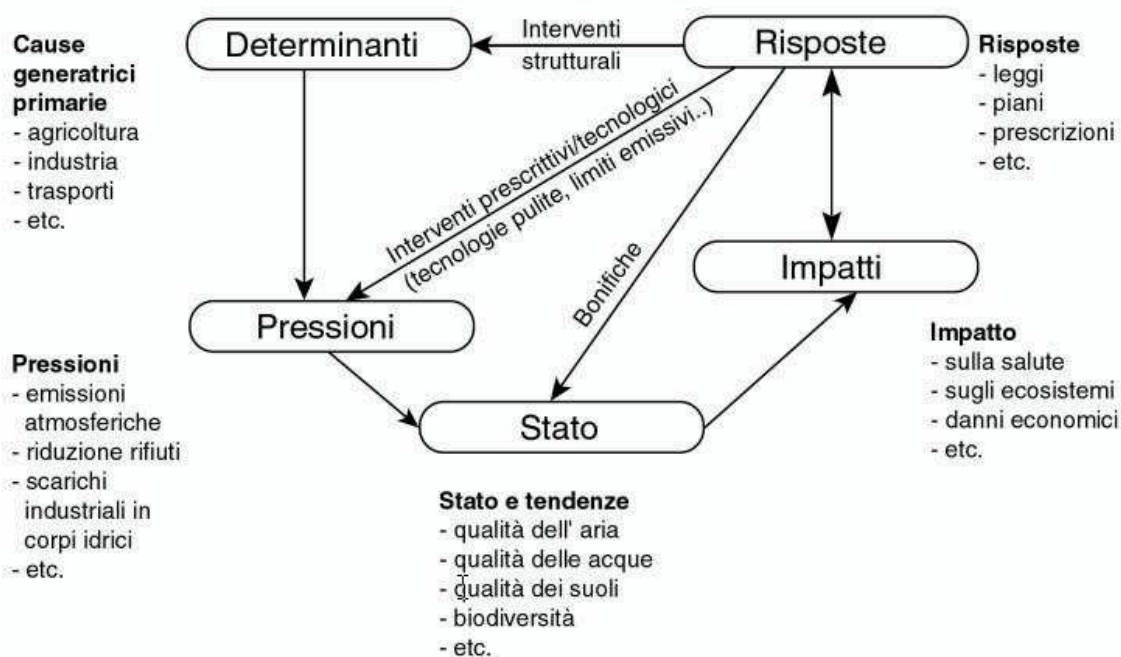 Cause
generatrici
primarie
- agricoltura
- industria
- trasporti
- etc.
Determinanti
Interventi
strutturali
Risposte
Risposte
- leggi
- piani
- prescrizioni
- etc.
Interventi prescrittivi/tecnologici
(tecnologie pulite, limiti emissivi..)
Bonifiche
Impatti
Pressioni
Impatto
- sulla salute
- sugli ecosistemi
- danni economici
- etc.
Pressioni
- emissioni
atmosferiche
- riduzione rifiuti
- scarichi
industriali in
corpi idrici
- etc.
Stato
Stato e tendenze
- qualità dell' aria
- qualità delle acque
- qualità dei suoli
- biodiversità
- etc.